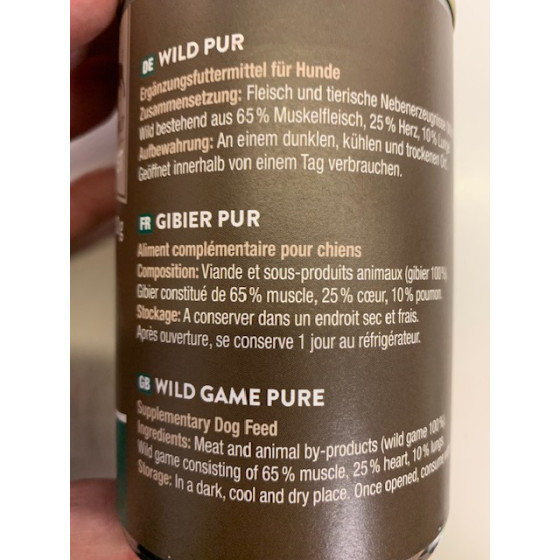 DE WILD PUR
Ergänzungsfuttermittel für Hunde
Zusammensetzung: Fleisch und tierische Nebenerzeugnisse
Wild bestehend aus 65 % Muskelfleisch, 25 % Herz, 10 % Lunge.
Aufbewahrung: An einem dunklen, kühlen und trockenen Ort.
Geöffnet innerhalb von einem Tag verbrauchen.
FR GIBIER PUR
Aliment complémentaire pour chiens
Composition: Viande et sous-produits animaux (gibier 100 %).
Gibier constitué de 65 % muscle, 25 % cœur, 10 % poumon.
Stockage: A conserver dans un endroit sec et frais.
Après ouverture, se conserve 1 jour au réfrigérateur.
GB WILD GAME PURE
Supplementary Dog Feed
Ingredients: Meat and animal by-products (wild game 100 %).
Wild game consisting of 65 % muscle, 25 % heart, 10 % lungs.
Storage: In a dark, cool and dry place. Once opened, consume